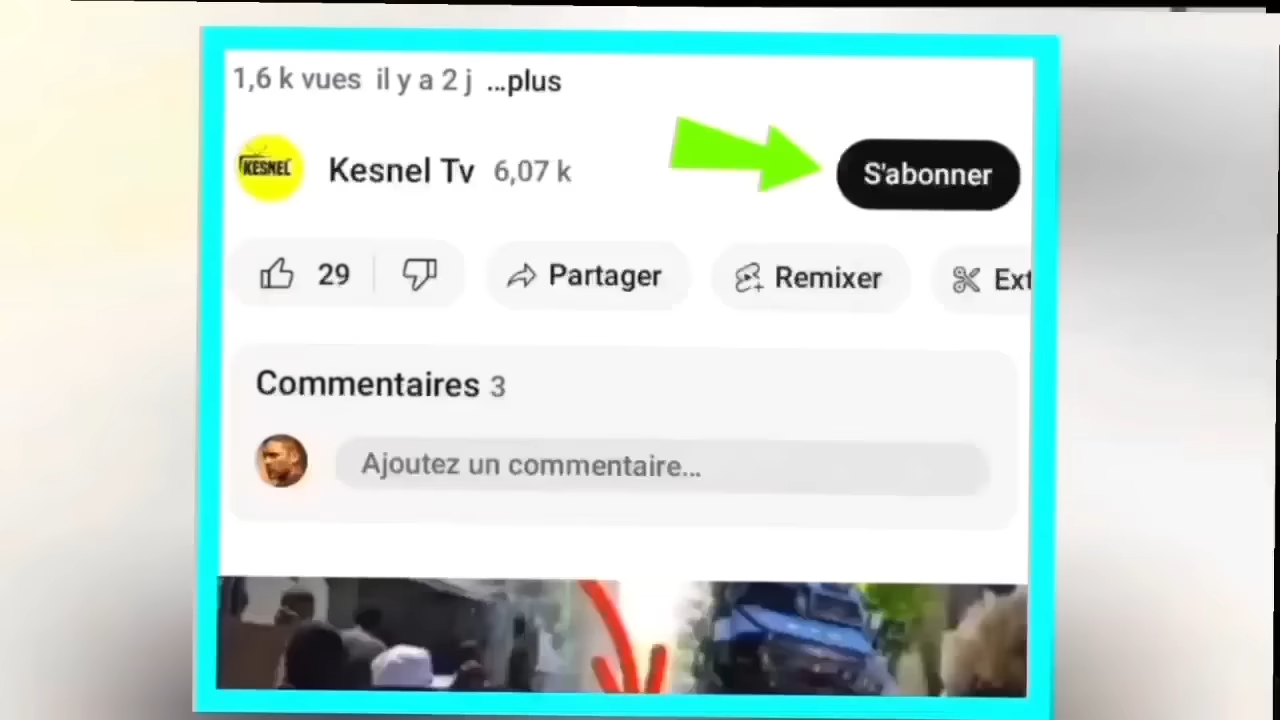 1,6 k vues il y a 2 j ...plus
KESNEL
Kesnel Tv 6,07 k
S'abonner
29
Partager
Remixer
Ext
Commentaires 3
Ajoutez un commentaire...